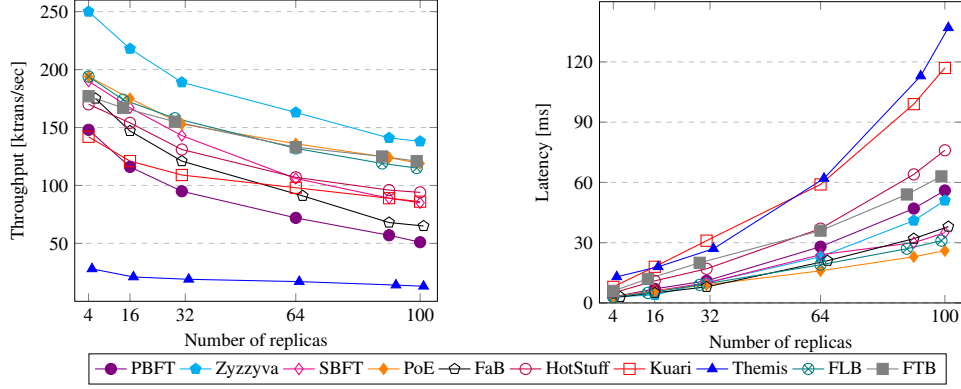 250
200
150
100
50
4 16 32 64 100
Throughput [ktrans/sec]
Number of replicas
120
90
60
30
0
4 16 32 64 100
Latency [ms]
Number of replicas
PBFT Zyzzyva SBFT PoE FaB HotStuff Kuari Themis FLB FTB